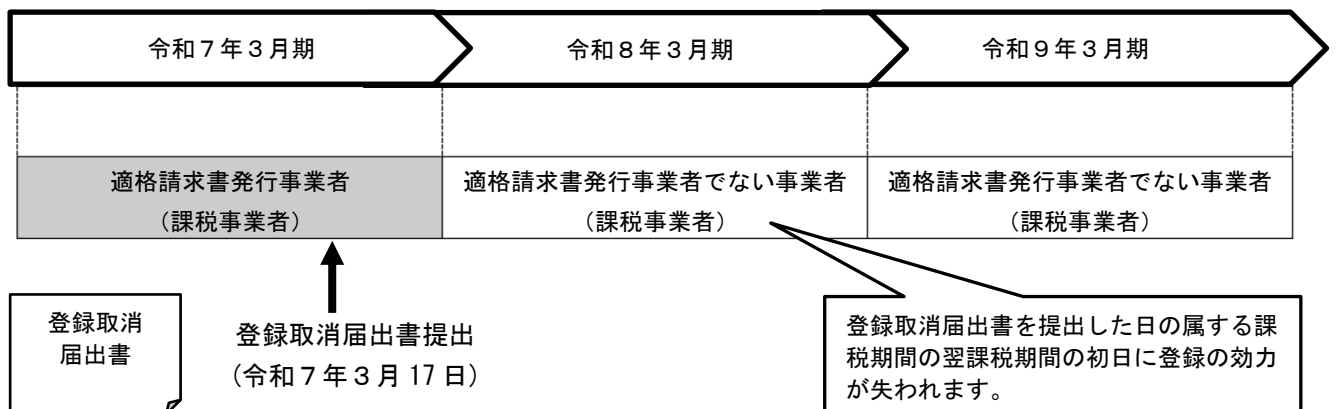 令和７年３月期
令和８年３月期
令和９年３月期
適格請求書発行事業者
（課税事業者）
適格請求書発行事業者でない事業者
（課税事業者）
適格請求書発行事業者でない事業者
（課税事業者）
登録取消
届出書
登録取消届出書提出
（令和７年３月17日）
登録取消届出書を提出した日の属する課
税期間の翌課税期間の初日に登録の効力
が失われます。